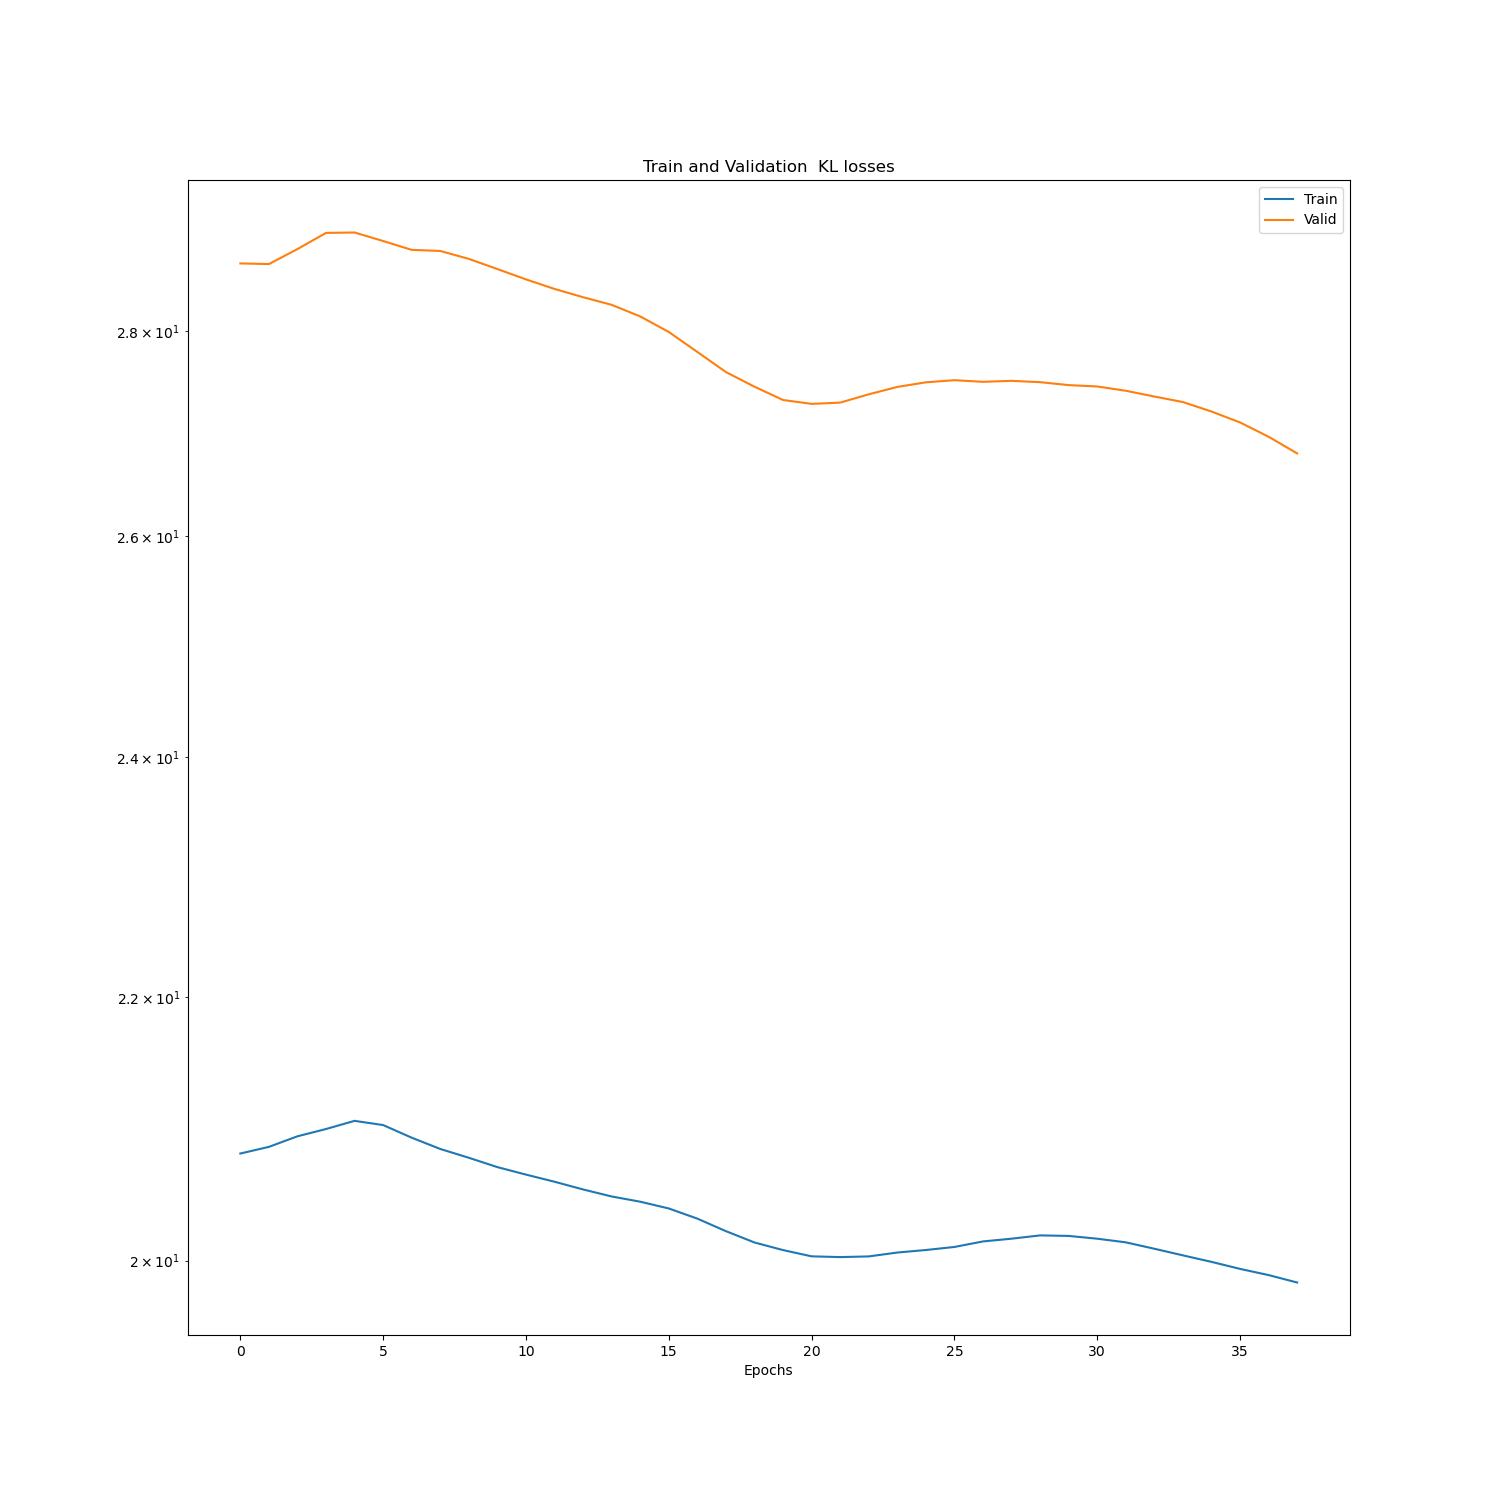 Train and Validation  KL losses
Train
Valid
2.8 × 10¹
2.6 × 10¹
2.4 × 10¹
2.2 × 10¹
2 × 10¹
0 5 10 15 20 25 30 35
Epochs